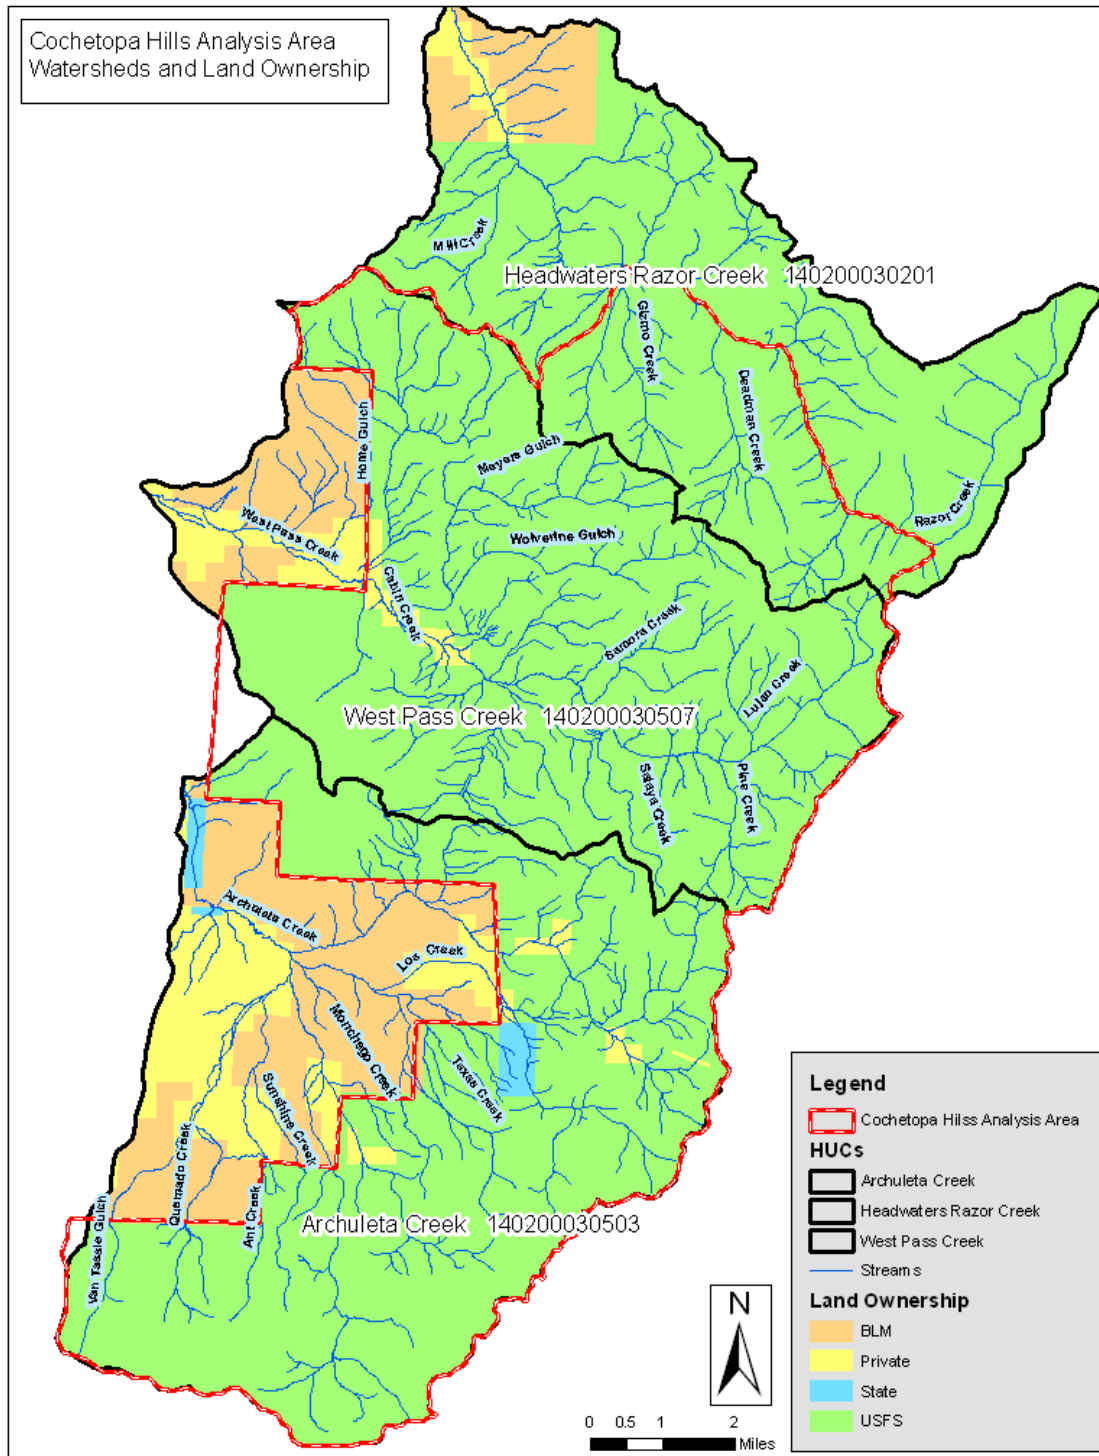 Cochetopa Hills Analysis Area
Watersheds and Land Ownership
Mill Creek
Headwaters Razor Creek 140200030201
Gizmo Creek
Deadman Creek
Home Gulch
Meyers Gulch
Razor Creek
West Pass Creek
Wolverine Gulch
Cabin Creek
Samora Creek
Lujan Creek
West Pass Creek 140200030507
Salaya Creek
Pine Creek
Archuleta Creek
Los Creek
Monchego Creek
Texas Creek
Sunshine Creek
Quemado Creek
Ant Creek
Van Tassle Gulch
Archuleta Creek 140200030503
Legend
Cochetopa Hilss Analysis Area
HUCs
Archuleta Creek
Headwaters Razor Creek
West Pass Creek
Streams
Land Ownership
BLM
Private
State
USFS
N
0 0.5 1 2
Miles